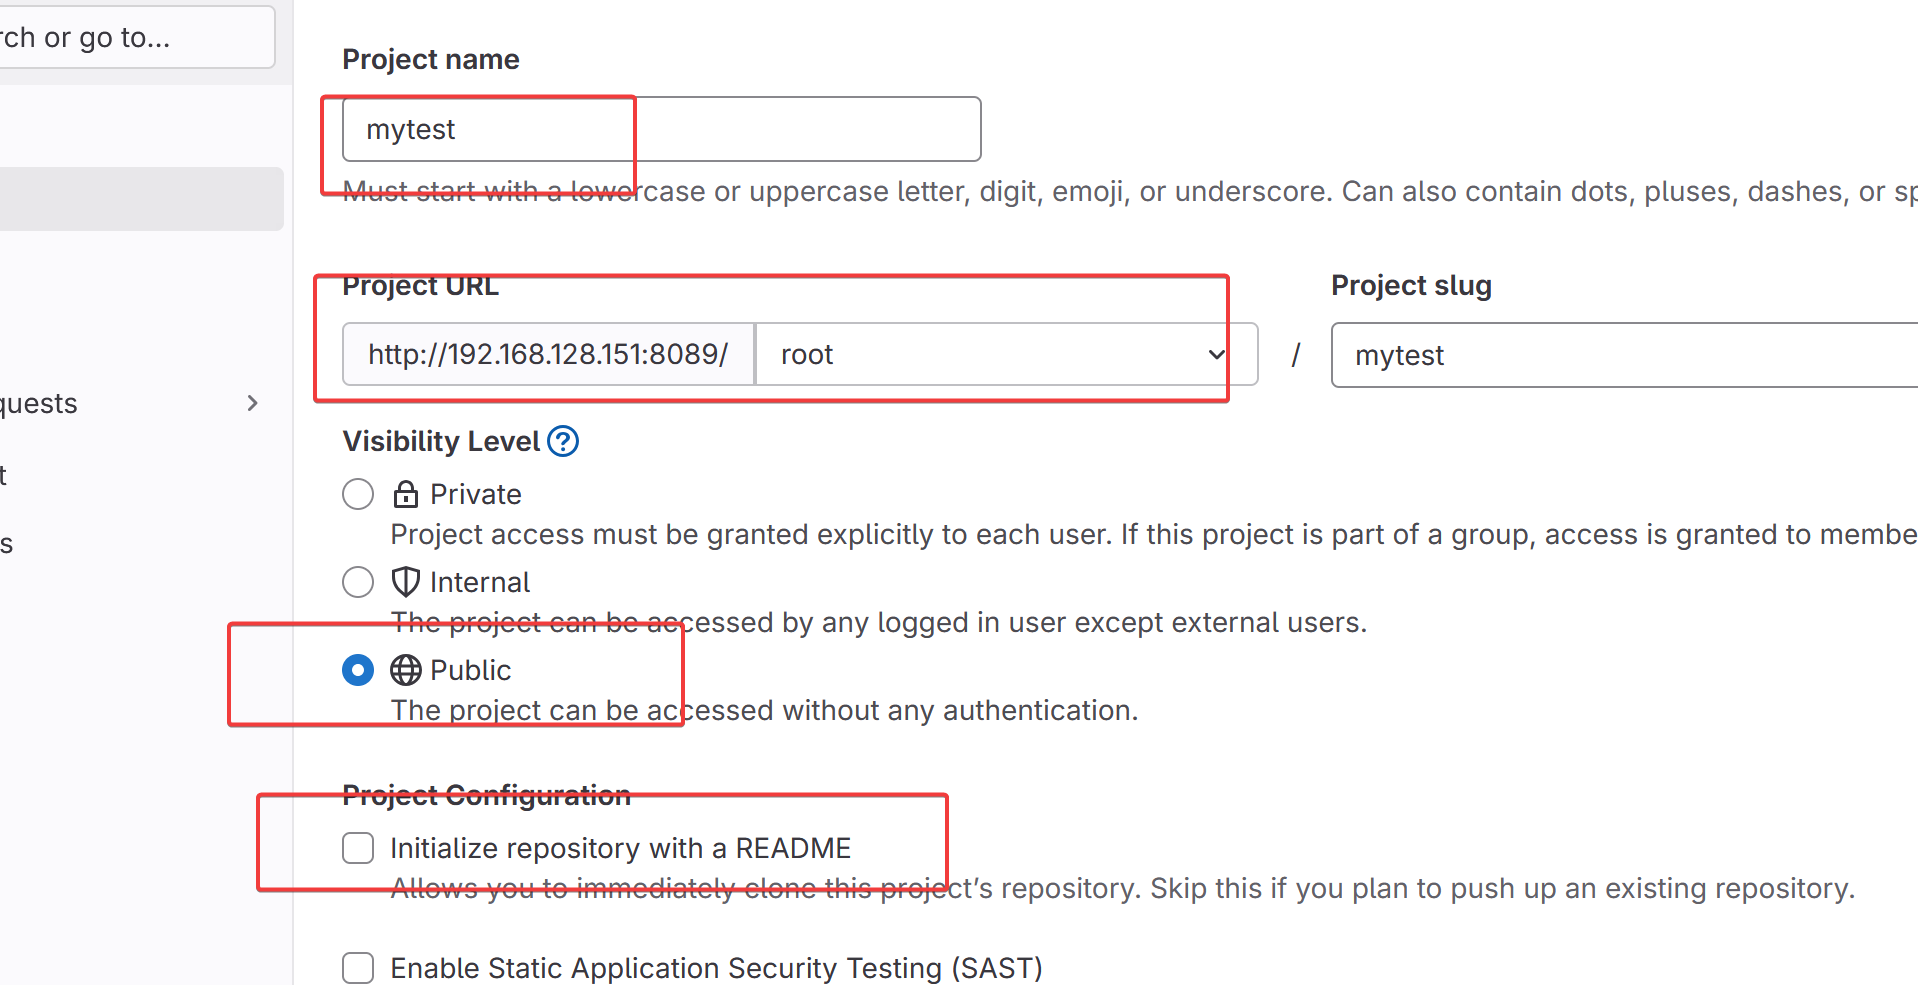 rch or go to...
Project name
mytest
Must start with a lowercase or uppercase letter, digit, emoji, or underscore. Can also contain dots, pluses, dashes, or sp
Project URL
Project slug
http://192.168.128.151:8089/
root
/
mytest
quests
Visibility Level
t
Private
Project access must be granted explicitly to each user. If this project is part of a group, access is granted to membe
s
Internal
The project can be accessed by any logged in user except external users.
Public
The project can be accessed without any authentication.
Project Configuration
Initialize repository with a README
Allows you to immediately clone this project’s repository. Skip this if you plan to push up an existing repository.
Enable Static Application Security Testing (SAST)